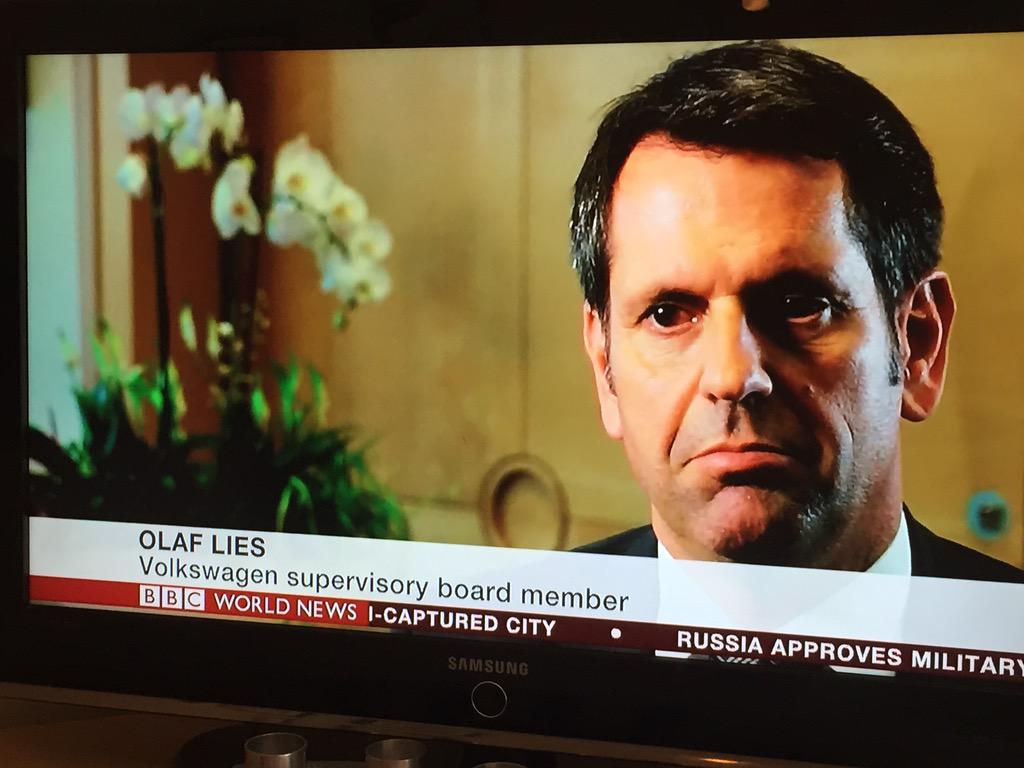 OLAF LIES
Volkswagen supervisory board member
BBC WORLD NEWS I-CAPTURED CITY • RUSSIA APPROVES MILITARY
SAMSUNG